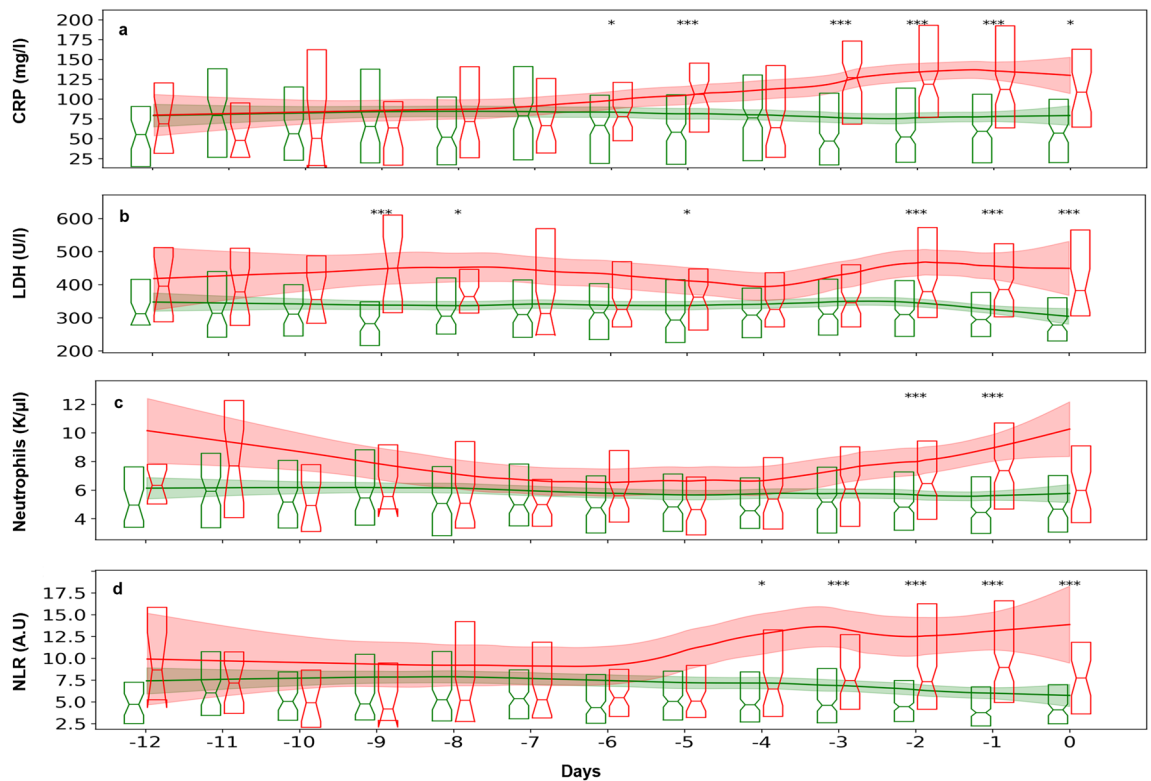 a
CRP (mg/l)
200
175
150
125
100
75
50
25
* *** *** *** *** *
b
LDH (U/l)
600
500
400
300
200
*** * * *** *** ***
c
Neutrophils (K/µl)
12
10
8
6
4
*** ***
d
NLR (A.U)
17.5
15.0
12.5
10.0
7.5
5.0
2.5
* *** *** *** ***
-12 -11 -10 -9 -8 -7 -6 -5 -4 -3 -2 -1 0
Days